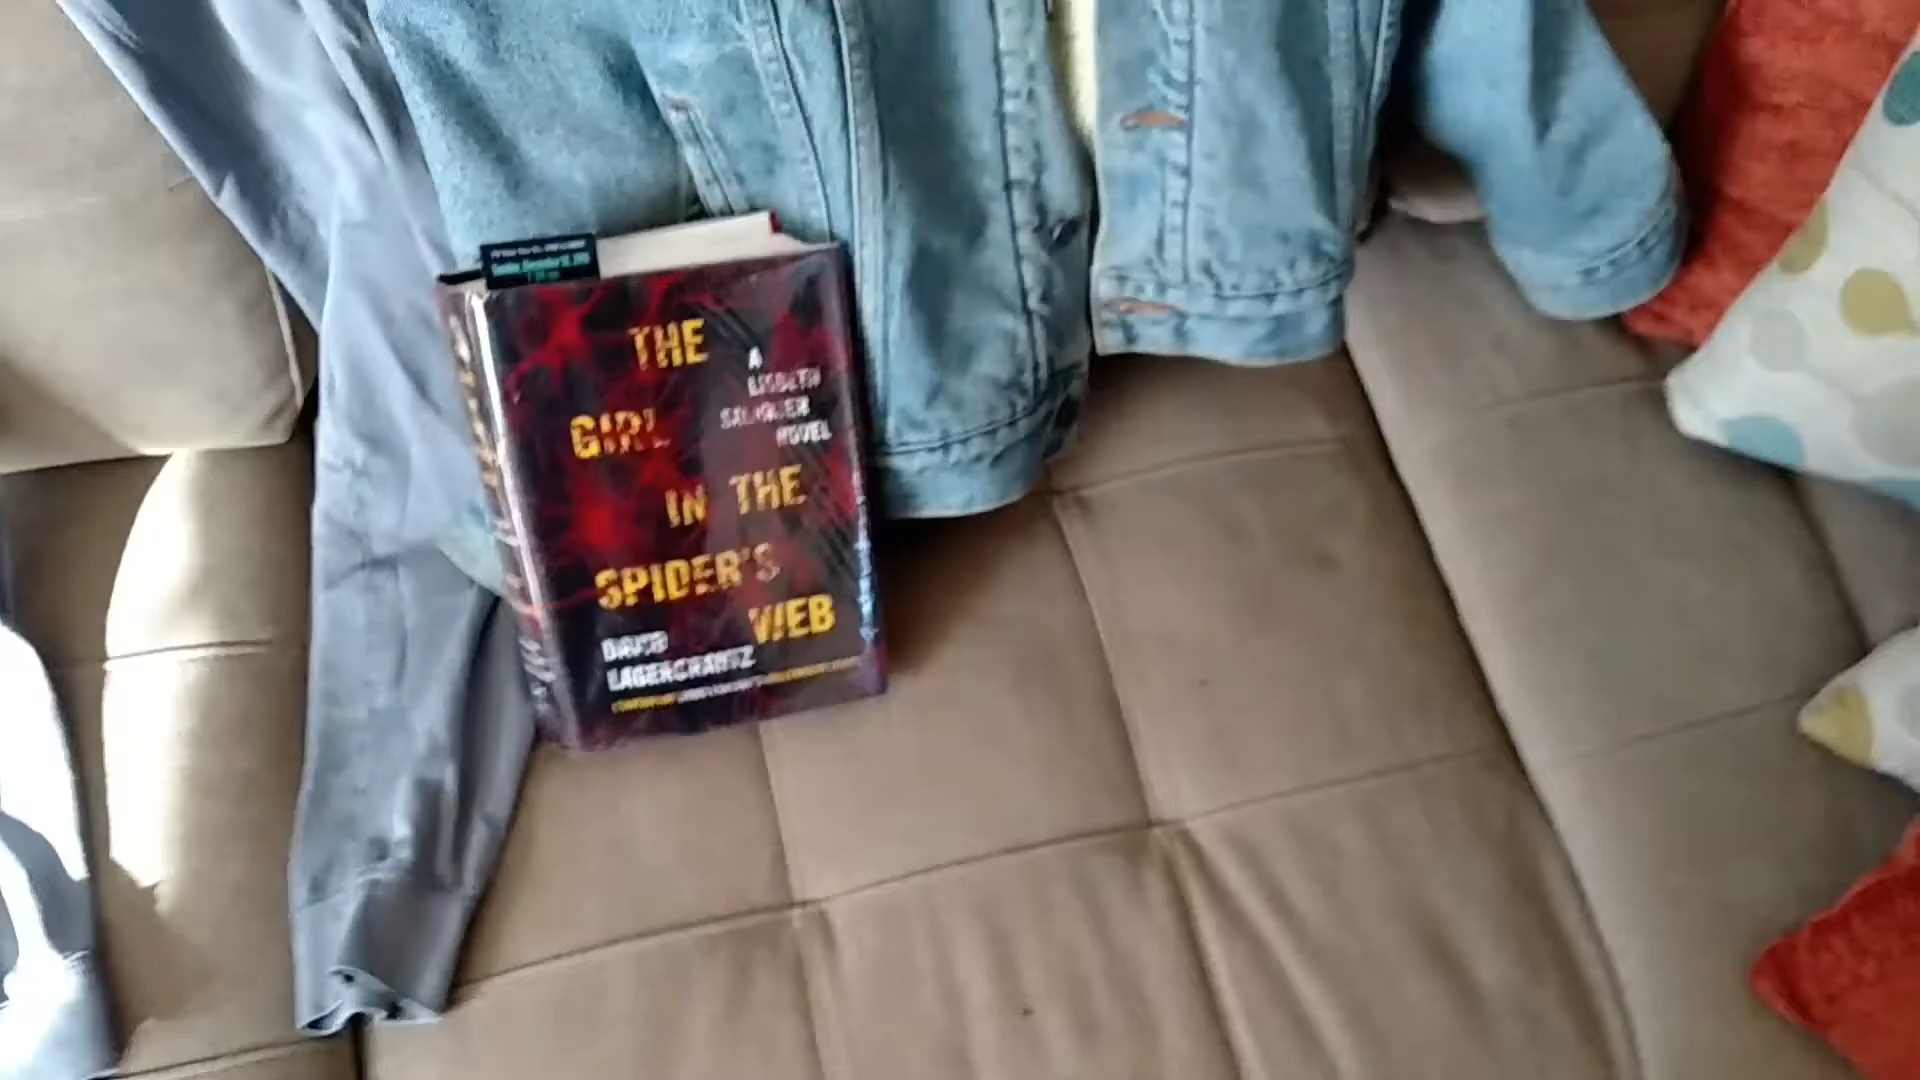 THE
A
GIRL
LISBETH
SALANDER
NOVEL
IN THE
SPIDER'S
WEB
DAVID
LAGERCRANTZ